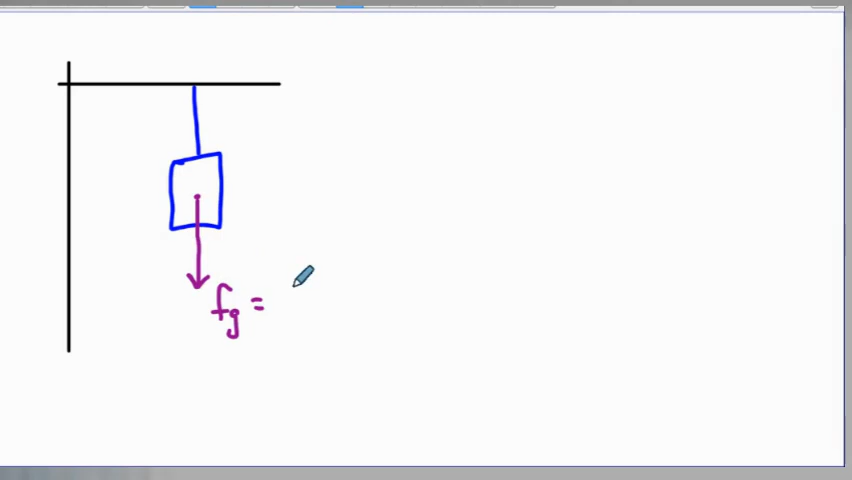 fg =